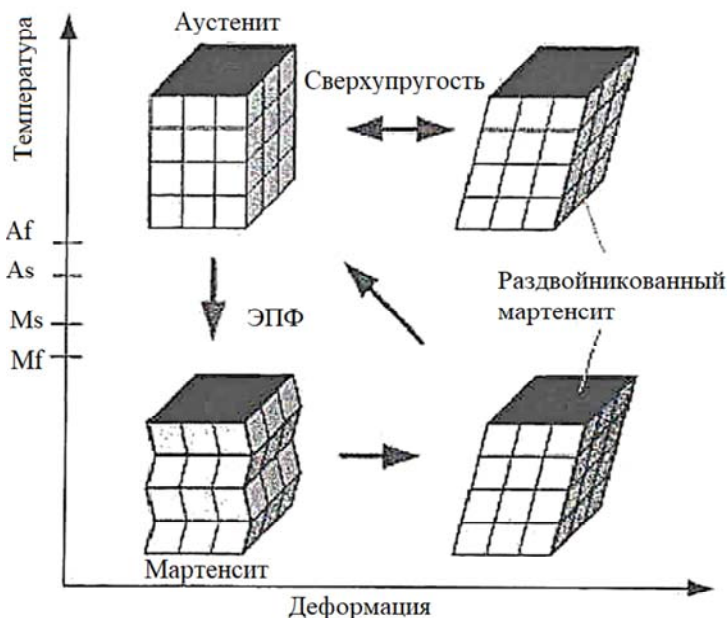 Аустенит
Сверхупругость
Температура
Af
As
Ms
Mf
ЭПФ
Раздвойникованный
мартенсит
Мартенсит
Деформация